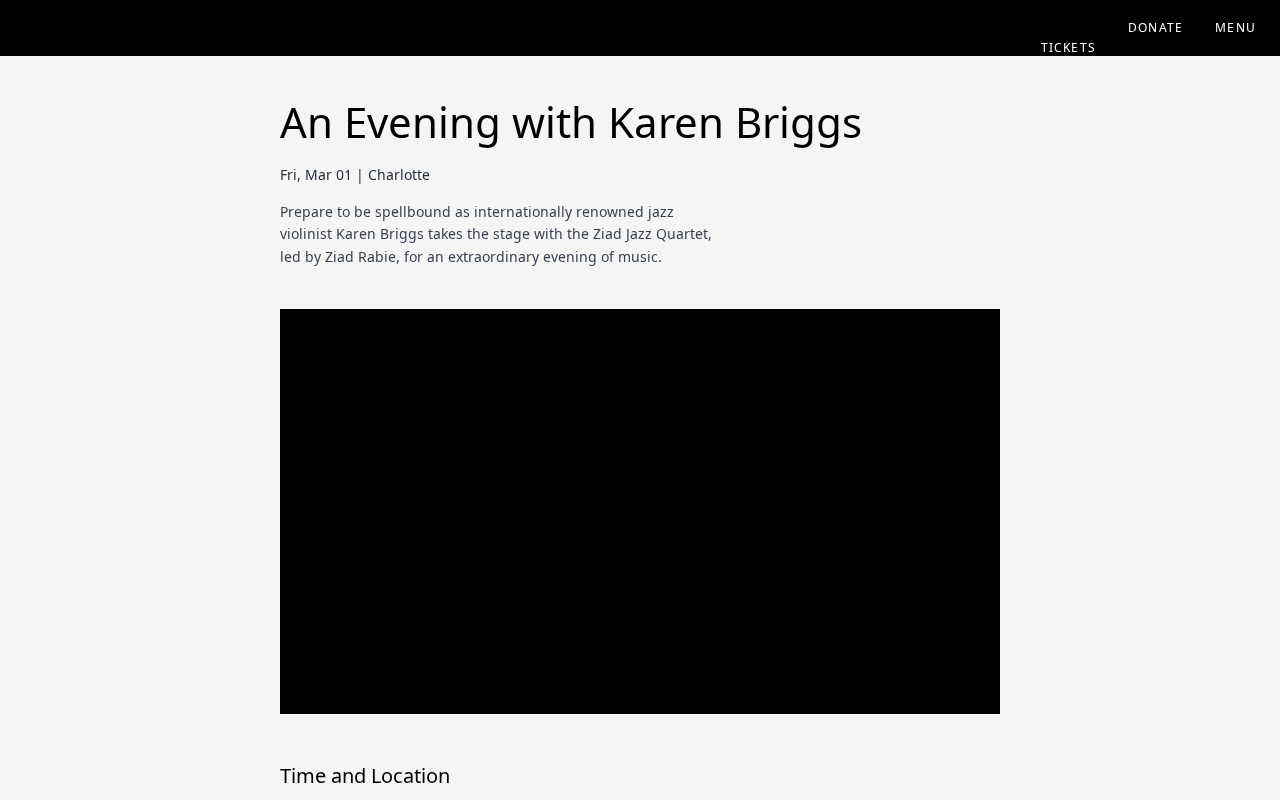 TICKETS
DONATE
MENU
An Evening with Karen Briggs
Fri, Mar 01 | Charlotte
Prepare to be spellbound as internationally renowned jazz
violinist Karen Briggs takes the stage with the Ziad Jazz Quartet,
led by Ziad Rabie, for an extraordinary evening of music.
Time and Location